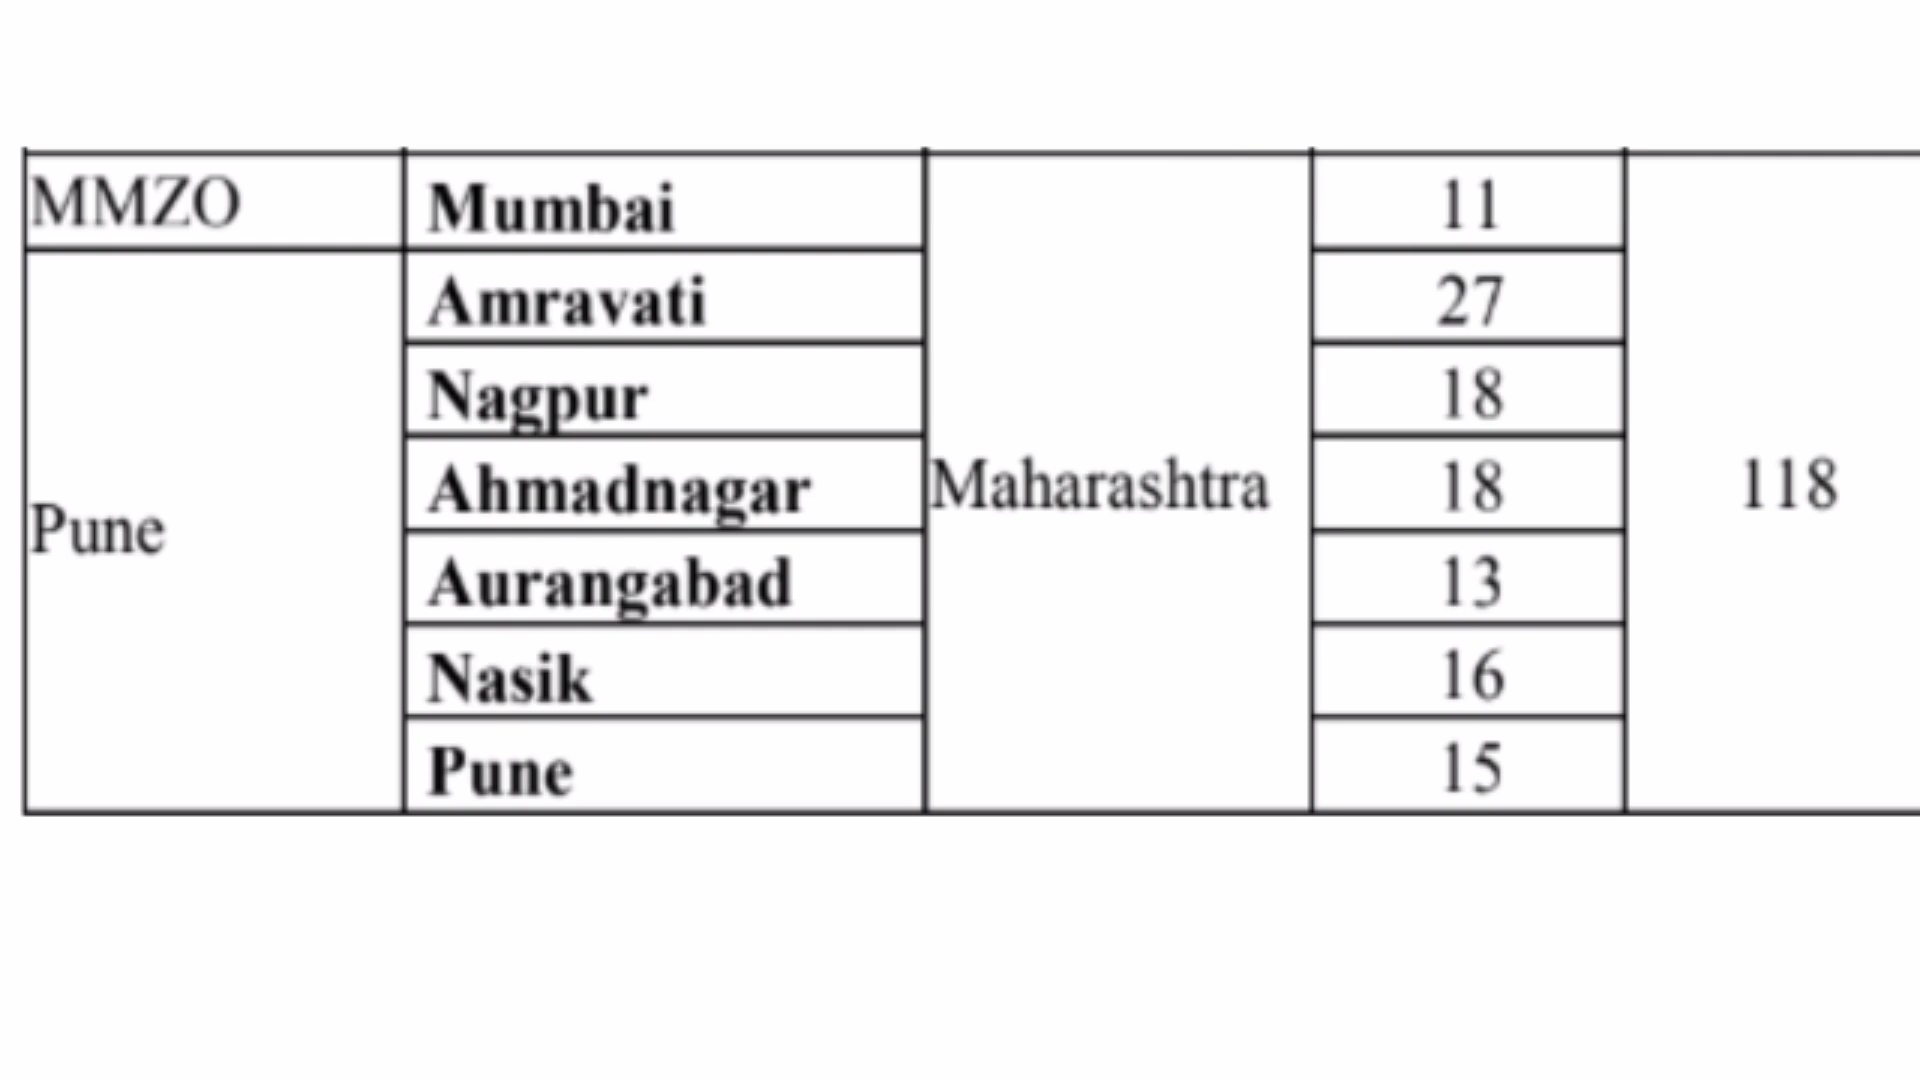 MMZO Mumbai 11
Amravati 27
Nagpur 18
Pune Ahmadnagar Maharashtra 18 118
Aurangabad 13
Nasik 16
Pune 15